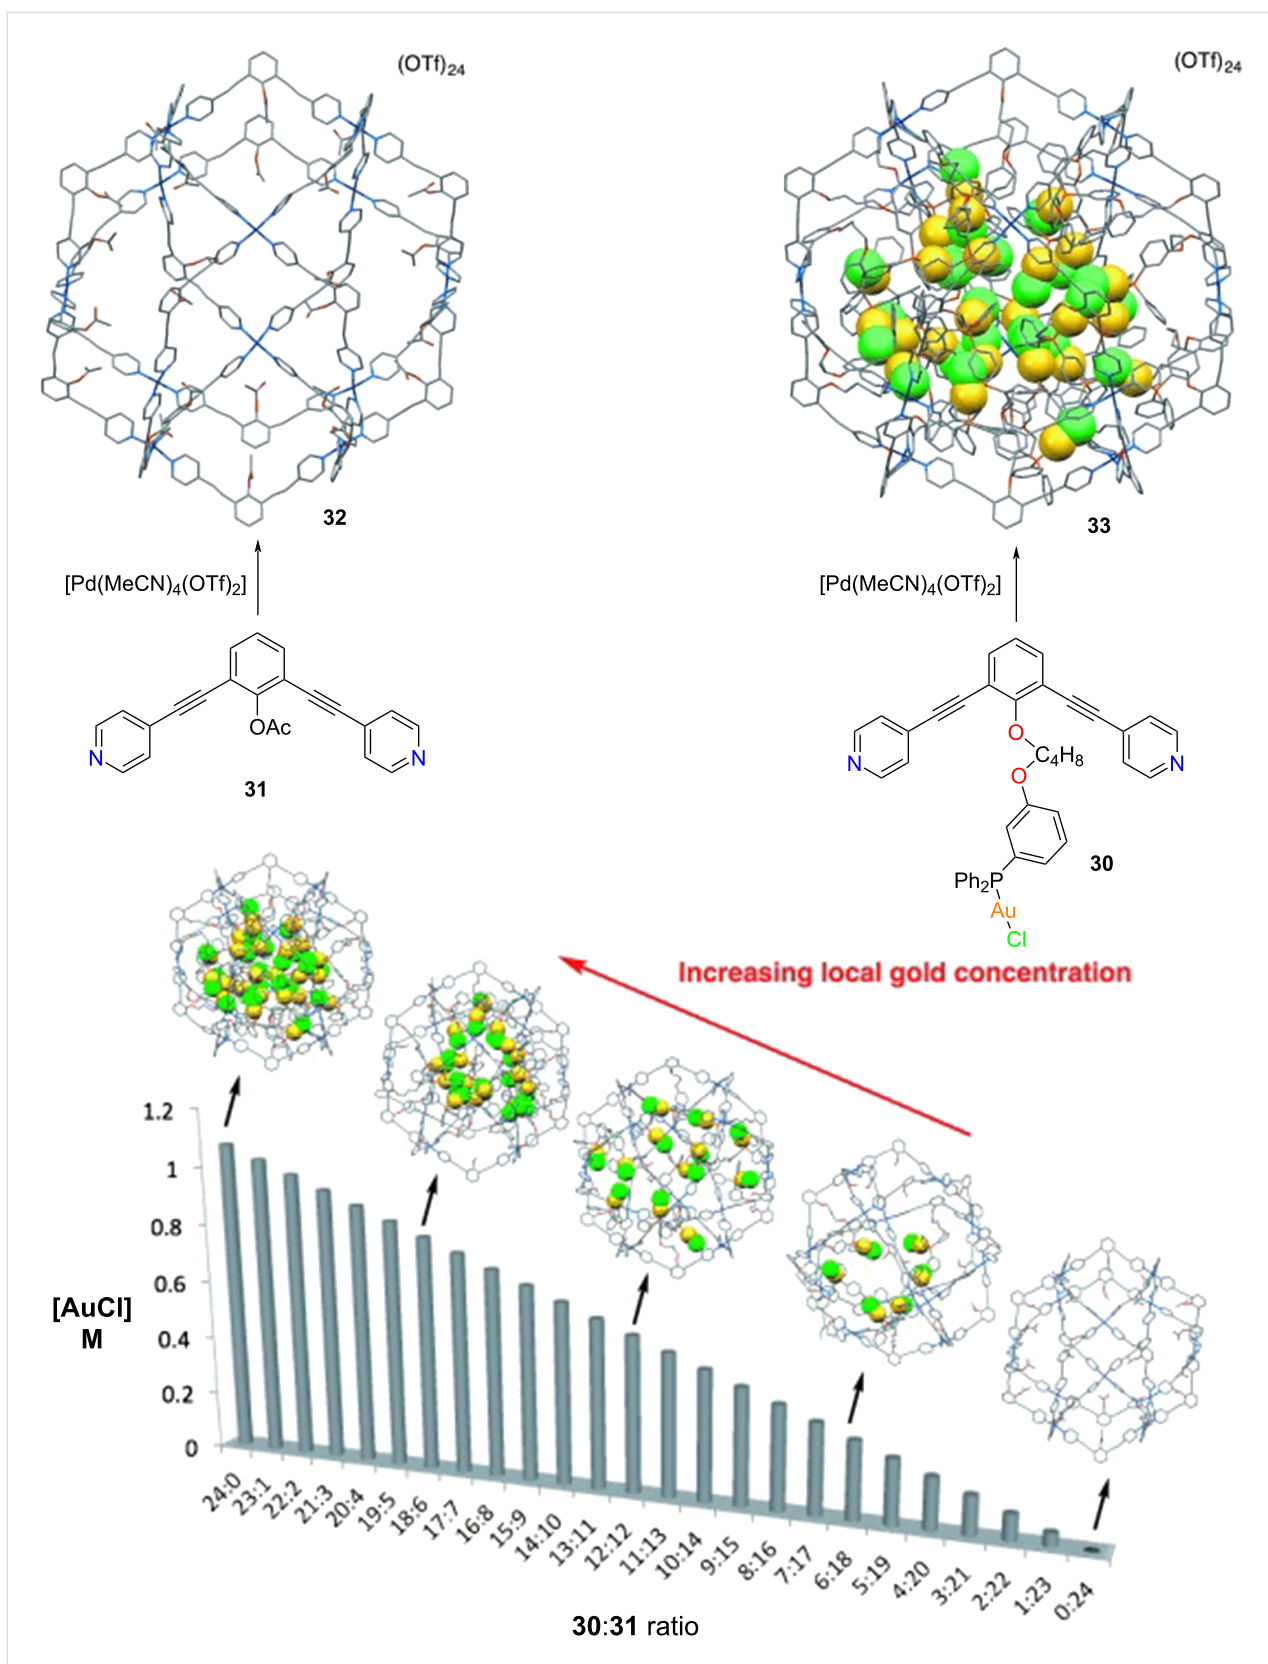 (OTf)₂₄
(OTf)₂₄
32
33
[Pd(MeCN)₄(OTf)₂]
[Pd(MeCN)₄(OTf)₂]
OAc
N
N
31
O
C₄H₈
O
N
N
30
Ph₂P
Au
Cl
Increasing local gold concentration
1.2
1
0.8
0.6
0.4
0.2
0
[AuCl]
M
24:0
23:1
22:2
21:3
20:4
19:5
18:6
17:7
16:8
15:9
14:10
13:11
12:12
11:13
10:14
9:15
8:16
7:17
6:18
5:19
4:20
3:21
2:22
1:23
0:24
30:31 ratio